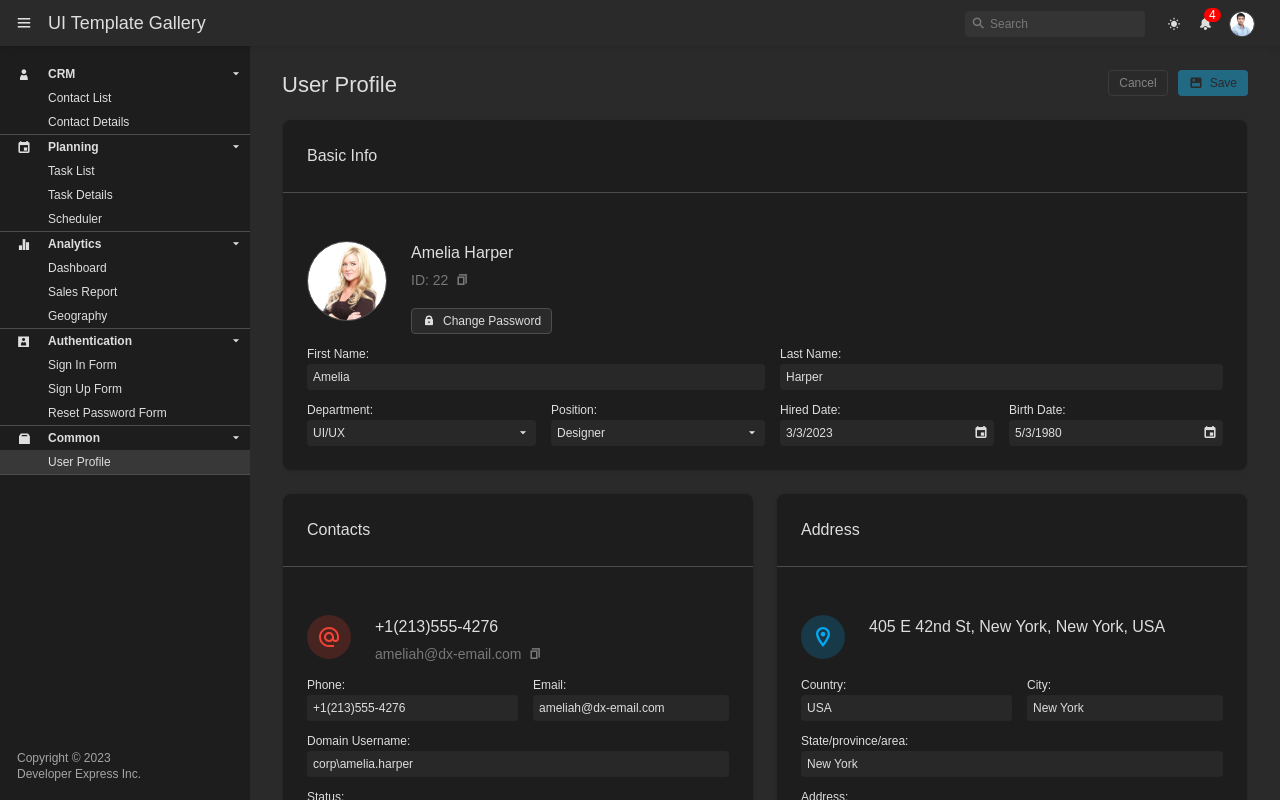 UI Template Gallery
Search
4
CRM
Contact List
Contact Details
Planning
Task List
Task Details
Scheduler
Analytics
Dashboard
Sales Report
Geography
Authentication
Sign In Form
Sign Up Form
Reset Password Form
Common
User Profile
Copyright © 2023
Developer Express Inc.
User Profile
Cancel
Save
Basic Info
Amelia Harper
ID: 22
Change Password
First Name:
Last Name:
Amelia
Harper
Department:
Position:
Hired Date:
Birth Date:
UI/UX
Designer
3/3/2023
5/3/1980
Contacts
+1(213)555-4276
ameliah@dx-email.com
Phone:
Email:
+1(213)555-4276
ameliah@dx-email.com
Domain Username:
corp\amelia.harper
Status:
Address
405 E 42nd St, New York, New York, USA
Country:
City:
USA
New York
State/province/area:
New York
Address: